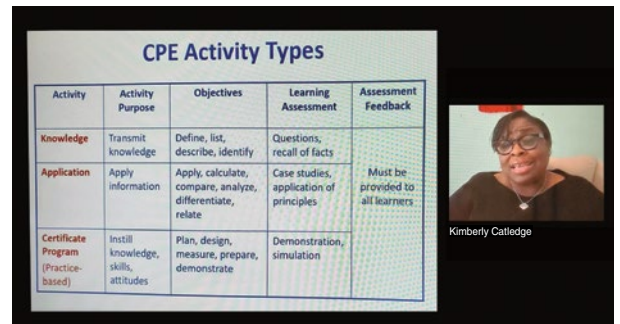 CPE Activity Types
Activity
Activity
Purpose
Objectives
Learning
Assessment
Assessment
Feedback
Knowledge
Transmit
knowledge
Define, list,
describe, identify
Questions,
recall of facts
Application
Apply
information
Apply, calculate,
compare, analyze,
differentiate,
relate
Case studies,
application of
principles
Must be
provided to
all learners
Certificate
Program
(Practice-
based)
Instill
knowledge,
skills,
attitudes
Plan, design,
measure, prepare,
demonstrate
Demonstration,
simulation
Kimberly Catledge